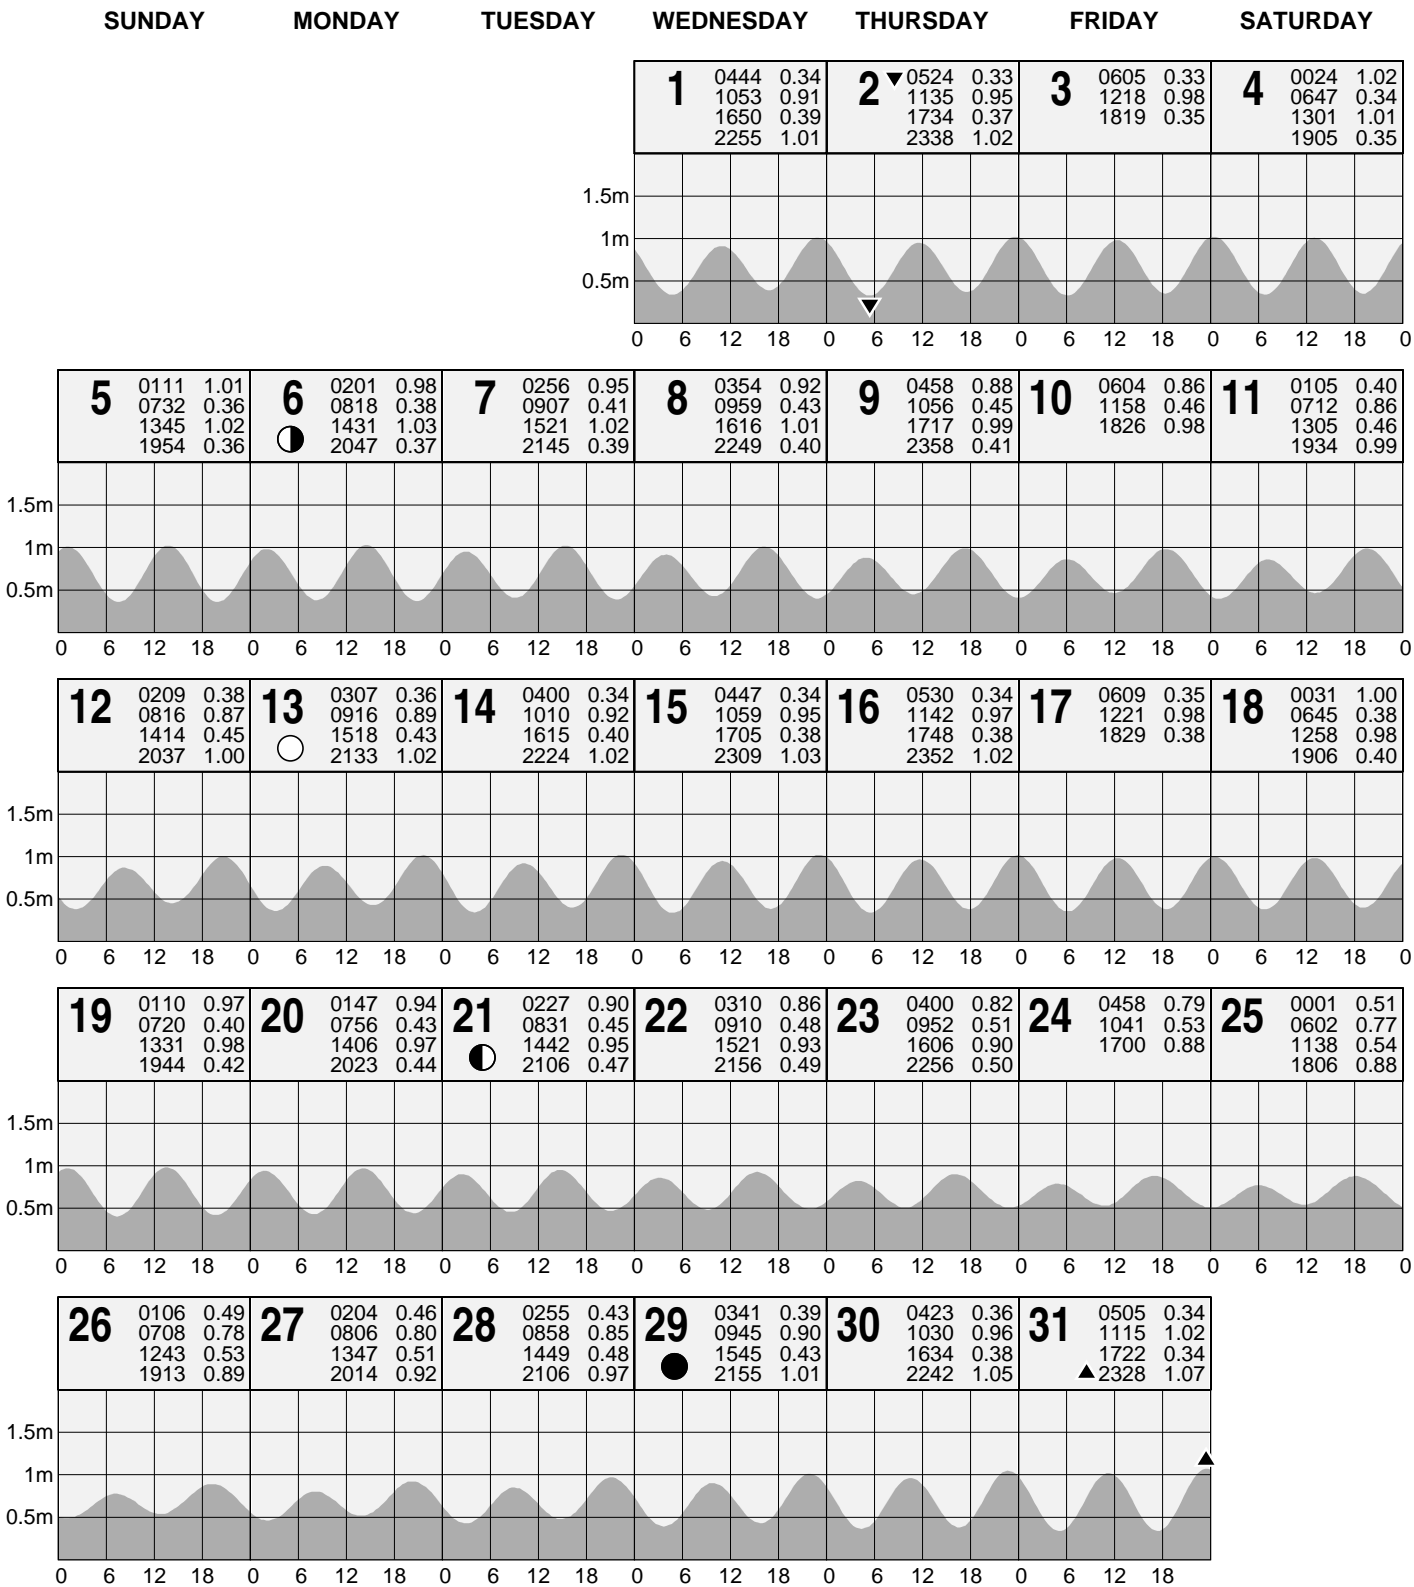 SUNDAY MONDAY TUESDAY WEDNESDAY THURSDAY FRIDAY SATURDAY
1 0444 0.34 2 ▼0524 0.33 3 0605 0.33 4 0024 1.02
1053 0.91 1135 0.95 1218 0.98 0647 0.34
1650 0.39 1734 0.37 1819 0.35 1301 1.01
2255 1.01 2338 1.02 1905 0.35
1.5m
1m
0.5m
0 6 12 18 0 6 12 18 0 6 12 18 0 6 12 18 0
5 0111 1.01 6 0201 0.98 7 0256 0.95 8 0354 0.92 9 0458 0.88 10 0604 0.86 11 0105 0.40
0732 0.36 0818 0.38 0907 0.41 0959 0.43 1056 0.45 1158 0.46 0712 0.86
1345 1.02 1431 1.03 1521 1.02 1616 1.01 1717 0.99 1826 0.98 1305 0.46
1954 0.36 2047 0.37 2145 0.39 2249 0.40 2358 0.41 1934 0.99
1.5m
1m
0.5m
0 6 12 18 0 6 12 18 0 6 12 18 0 6 12 18 0 6 12 18 0 6 12 18 0 6 12 18 0
12 0209 0.38 13 0307 0.36 14 0400 0.34 15 0447 0.34 16 0530 0.34 17 0609 0.35 18 0031 1.00
0816 0.87 0916 0.89 1010 0.92 1059 0.95 1142 0.97 1221 0.98 0645 0.38
1414 0.45 1518 0.43 1615 0.40 1705 0.38 1748 0.38 1829 0.38 1258 0.98
2037 1.00 2133 1.02 2224 1.02 2309 1.03 2352 1.02 1906 0.40
1.5m
1m
0.5m
0 6 12 18 0 6 12 18 0 6 12 18 0 6 12 18 0 6 12 18 0 6 12 18 0 6 12 18 0
19 0110 0.97 20 0147 0.94 21 0227 0.90 22 0310 0.86 23 0400 0.82 24 0458 0.79 25 0001 0.51
0720 0.40 0756 0.43 0831 0.45 0910 0.48 0952 0.51 1041 0.53 0602 0.77
1331 0.98 1406 0.97 1442 0.95 1521 0.93 1606 0.90 1700 0.88 1138 0.54
1944 0.42 2023 0.44 2106 0.47 2156 0.49 2256 0.50 1806 0.88
1.5m
1m
0.5m
0 6 12 18 0 6 12 18 0 6 12 18 0 6 12 18 0 6 12 18 0 6 12 18 0 6 12 18 0
26 0106 0.49 27 0204 0.46 28 0255 0.43 29 0341 0.39 30 0423 0.36 31 0505 0.34
0708 0.78 0806 0.80 0858 0.85 0945 0.90 1030 0.96 1115 1.02
1243 0.53 1347 0.51 1449 0.48 1545 0.43 1634 0.38 1722 0.34
1913 0.89 2014 0.92 2106 0.97 2155 1.01 2242 1.05 ▲2328 1.07
1.5m
1m
0.5m
0 6 12 18 0 6 12 18 0 6 12 18 0 6 12 18 0 6 12 18 0 6 12 18